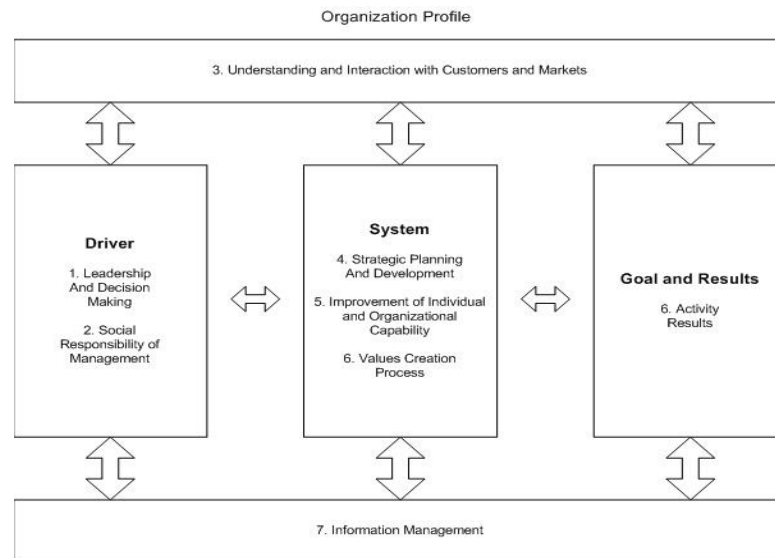 Organization Profile
3. Understanding and Interaction with Customers and Markets
Driver
1. Leadership
And Decision
Making
2. Social
Responsibility of
Management
System
4. Strategic Planning
And Development
5. Improvement of Individual
and Organizational
Capability
6. Values Creation
Process
Goal and Results
6. Activity
Results
7. Information Management